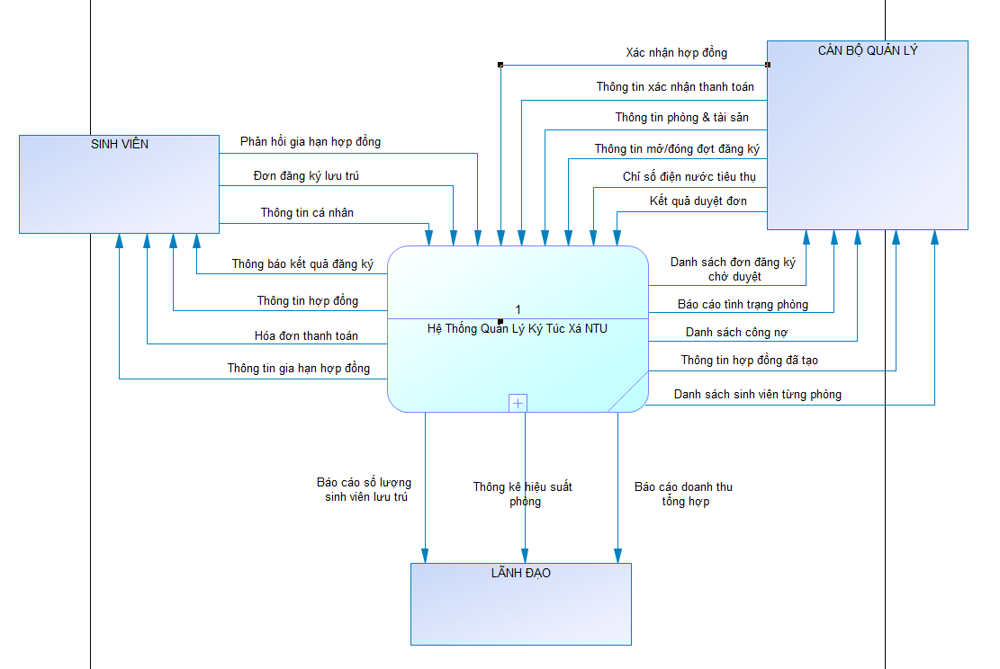 Xác nhận hợp đồng
CÁN BỘ QUẢN LÝ
Thông tin xác nhận thanh toán
Thông tin phòng & tài sản
SINH VIÊN
Phản hồi gia hạn hợp đồng
Thông tin mở/đóng đợt đăng ký
Đơn đăng ký lưu trú
Chỉ số điện nước tiêu thụ
Kết quả duyệt đơn
Thông tin cá nhân
Thông báo kết quả đăng ký
Danh sách đơn đăng ký
chờ duyệt
Thông tin hợp đồng
Báo cáo tình trạng phòng
1
Hệ Thống Quản Lý Ký Túc Xá NTU
Hóa đơn thanh toán
Danh sách công nợ
Thông tin gia hạn hợp đồng
Thông tin hợp đồng đã tạo
Danh sách sinh viên từng phòng
Báo cáo số lượng
sinh viên lưu trú
Thống kê hiệu suất
phòng
Báo cáo doanh thu
tổng hợp
LÃNH ĐẠO